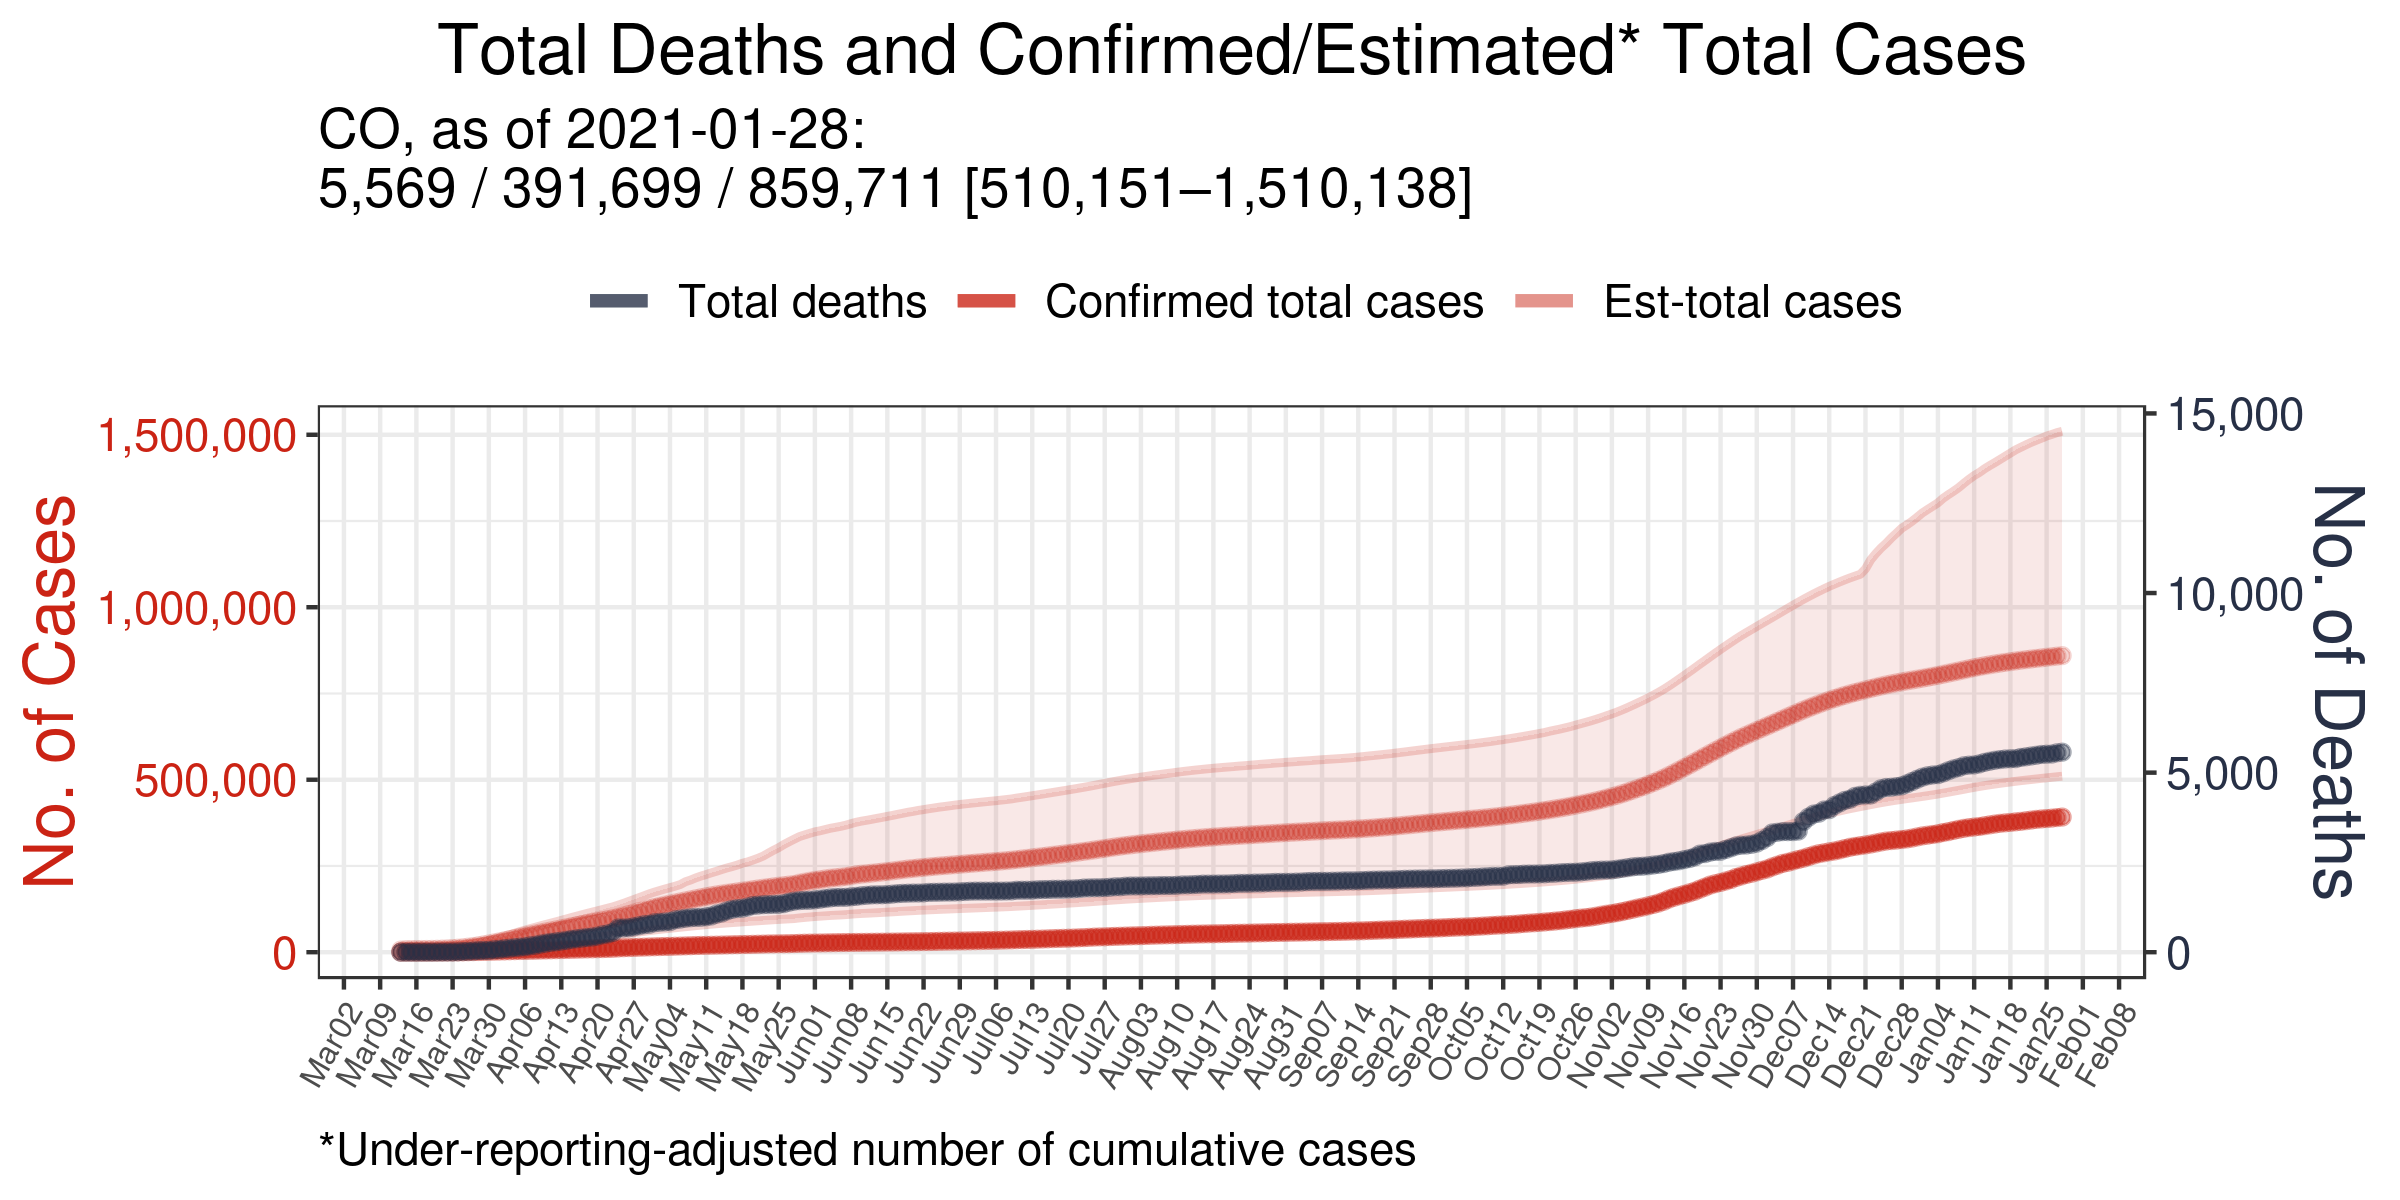 Total Deaths and Confirmed/Estimated* Total Cases
CO, as of 2021-01-28:
5,569 / 391,699 / 859,711 [510,151–1,510,138]
Total deaths
Confirmed total cases
Est-total cases
No. of Cases
1,500,000
1,000,000
500,000
0
15,000
10,000
5,000
0
No. of Deaths
Mar02
Mar09
Mar16
Mar23
Mar30
Apr06
Apr13
Apr20
Apr27
May04
May11
May18
May25
Jun01
Jun08
Jun15
Jun22
Jun29
Jul06
Jul13
Jul20
Jul27
Aug03
Aug10
Aug17
Aug24
Aug31
Sep07
Sep14
Sep21
Sep28
Oct05
Oct12
Oct19
Oct26
Nov02
Nov09
Nov16
Nov23
Nov30
Dec07
Dec14
Dec21
Dec28
Jan04
Jan11
Jan18
Jan25
Feb01
Feb08
*Under-reporting-adjusted number of cumulative cases